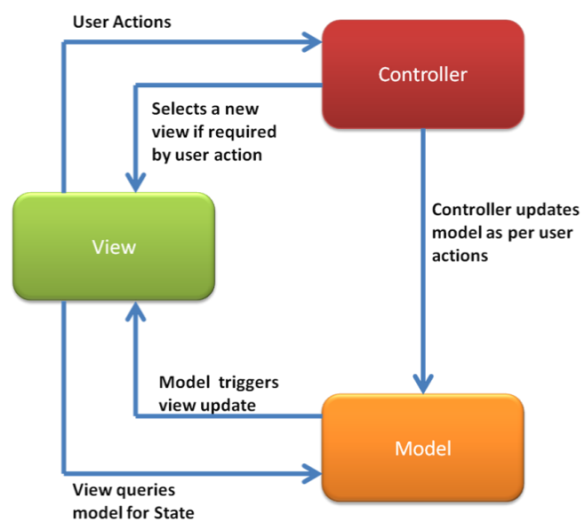 User Actions
Controller
Selects a new
view if required
by user action
Controller updates
model as per user
actions
View
Model triggers
view update
Model
View queries
model for State